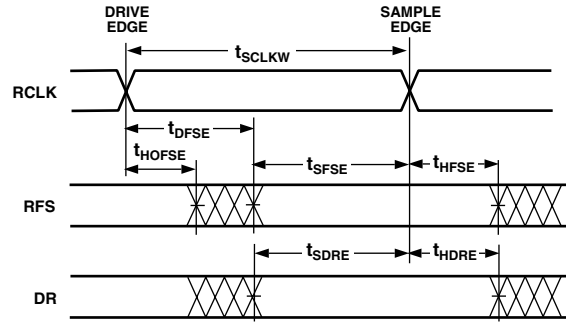 DRIVE EDGE
SAMPLE EDGE
tSCLKW
RCLK
tDFSE
tHOFSE
tSFSE
tHFSE
RFS
tSDRE
tHDRE
DR